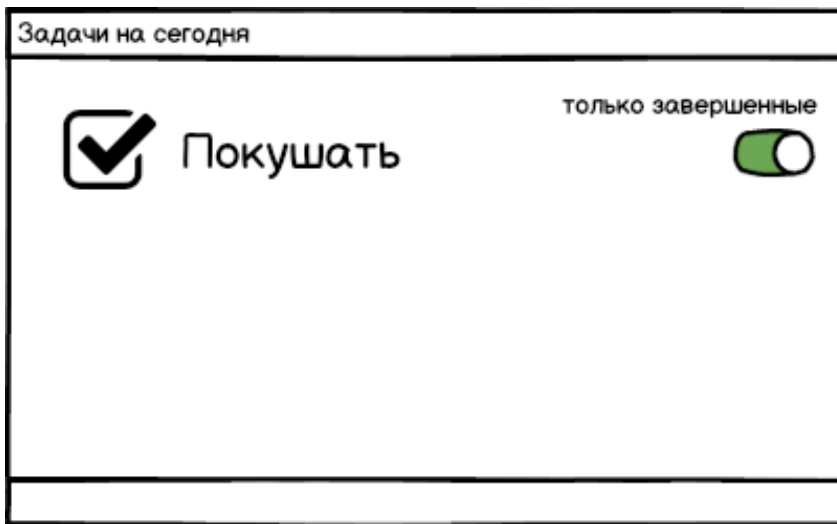 Задачи на сегодня
только завершенные
Покушать